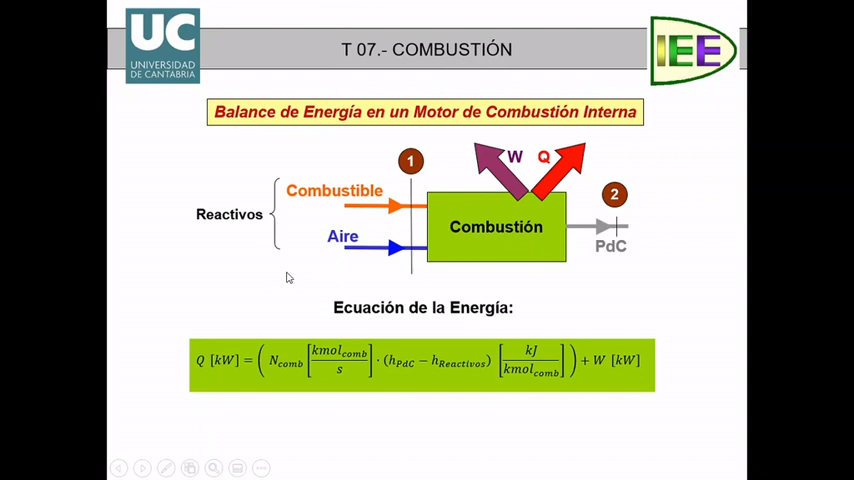 UC
UNIVERSIDAD
DE CANTABRIA
T 07.- COMBUSTIÓN
IEE
Balance de Energía en un Motor de Combustión Interna
1
W Q
2
Combustible
Reactivos
Combustión
Aire
PdC
Ecuación de la Energía:
Q [kW] = ( N_comb [kmol_comb / s] · (h_PdC − h_Reactivos) [kJ / kmol_comb] ) + W [kW]